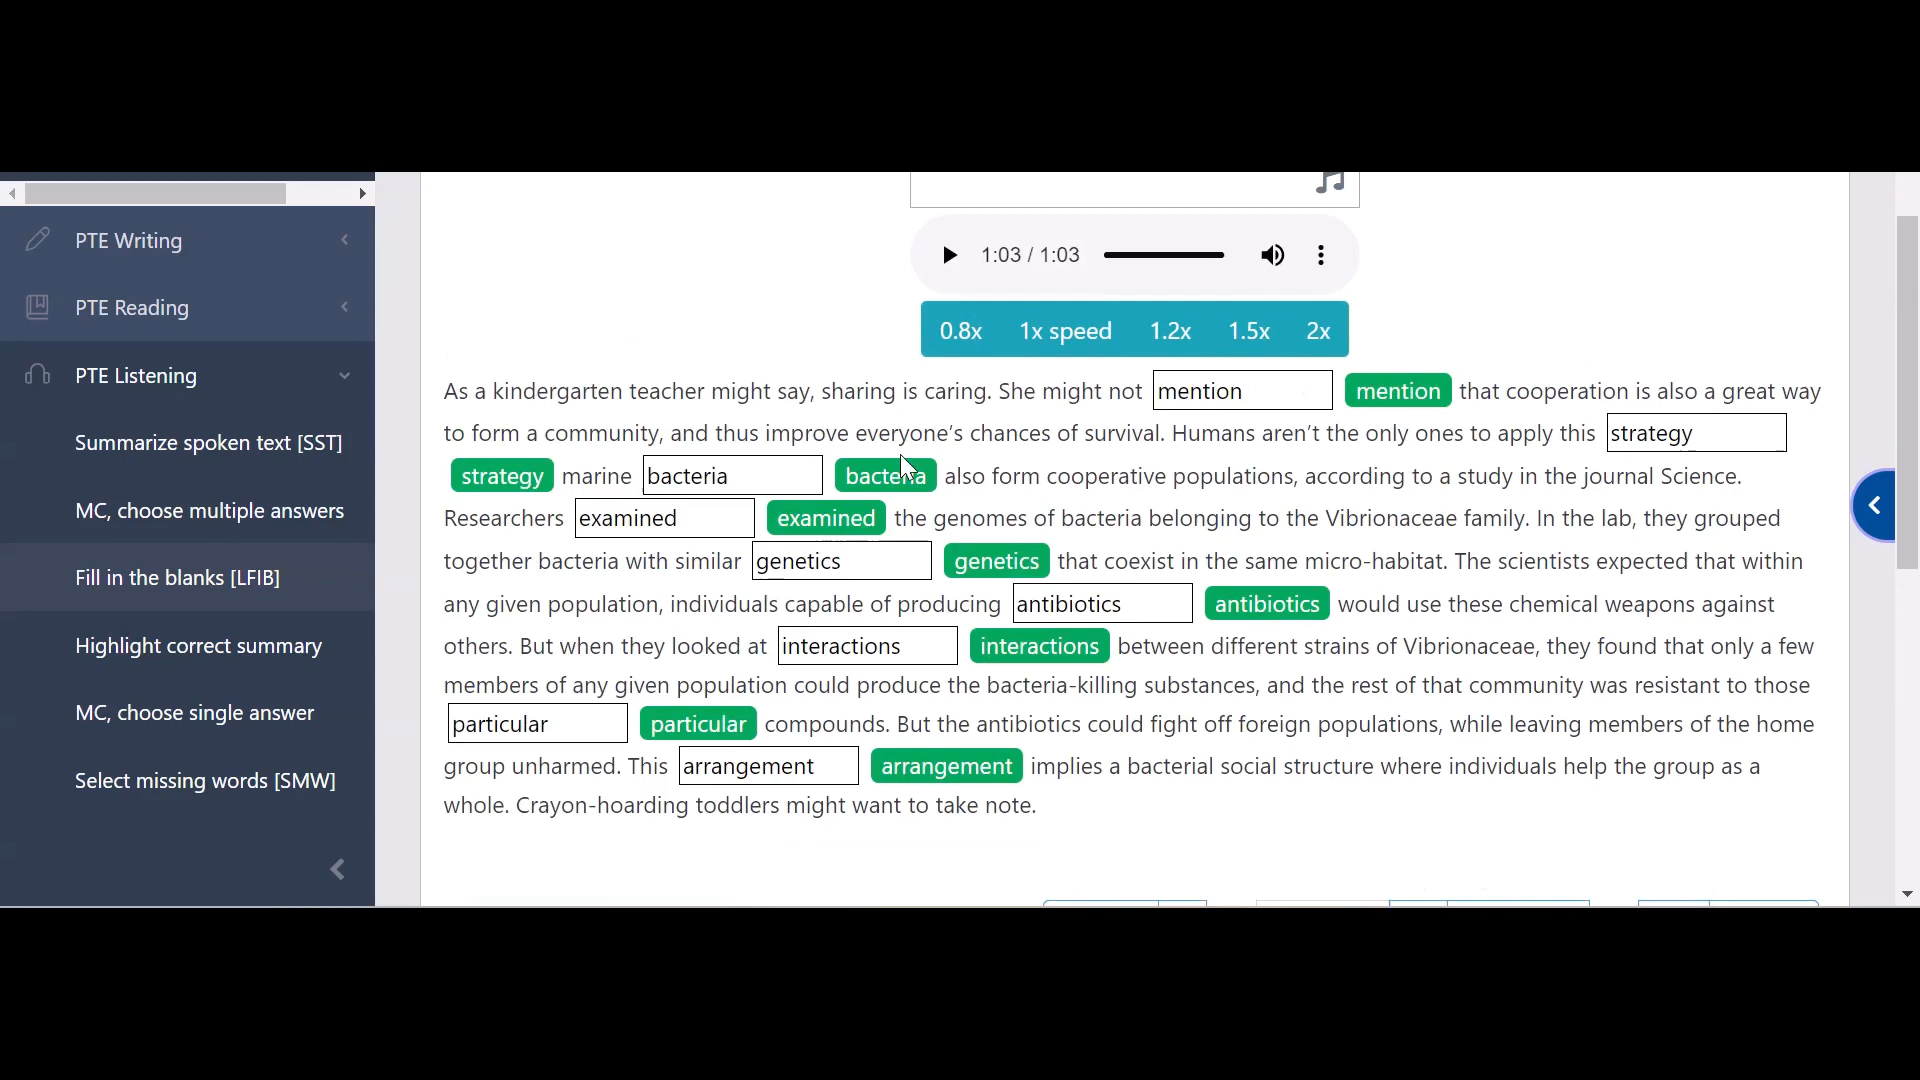 PTE Writing
PTE Reading
PTE Listening
Summarize spoken text [SST]
MC, choose multiple answers
Fill in the blanks [LFIB]
Highlight correct summary
MC, choose single answer
Select missing words [SMW]
1:03 / 1:03
0.8x 1x speed 1.2x 1.5x 2x
As a kindergarten teacher might say, sharing is caring. She might not mention mention that cooperation is also a great way
to form a community, and thus improve everyone's chances of survival. Humans aren't the only ones to apply this strategy
strategy marine bacteria bacteria also form cooperative populations, according to a study in the journal Science.
Researchers examined examined the genomes of bacteria belonging to the Vibrionaceae family. In the lab, they grouped
together bacteria with similar genetics genetics that coexist in the same micro-habitat. The scientists expected that within
any given population, individuals capable of producing antibiotics antibiotics would use these chemical weapons against
others. But when they looked at interactions interactions between different strains of Vibrionaceae, they found that only a few
members of any given population could produce the bacteria-killing substances, and the rest of that community was resistant to those
particular particular compounds. But the antibiotics could fight off foreign populations, while leaving members of the home
group unharmed. This arrangement arrangement implies a bacterial social structure where individuals help the group as a
whole. Crayon-hoarding toddlers might want to take note.